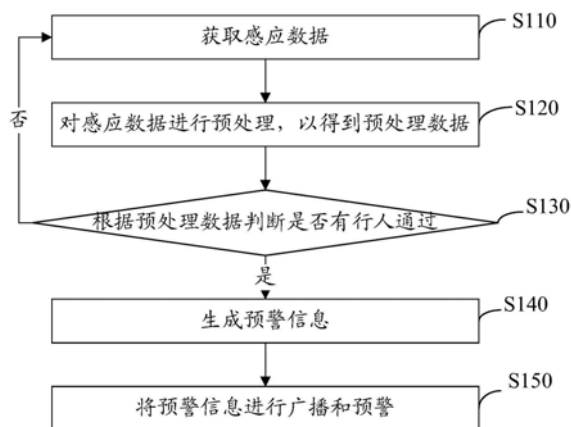 获取感应数据
S110
对感应数据进行预处理，以得到预处理数据
S120
否
根据预处理数据判断是否有行人通过
S130
是
生成预警信息
S140
将预警信息进行广播和预警
S150